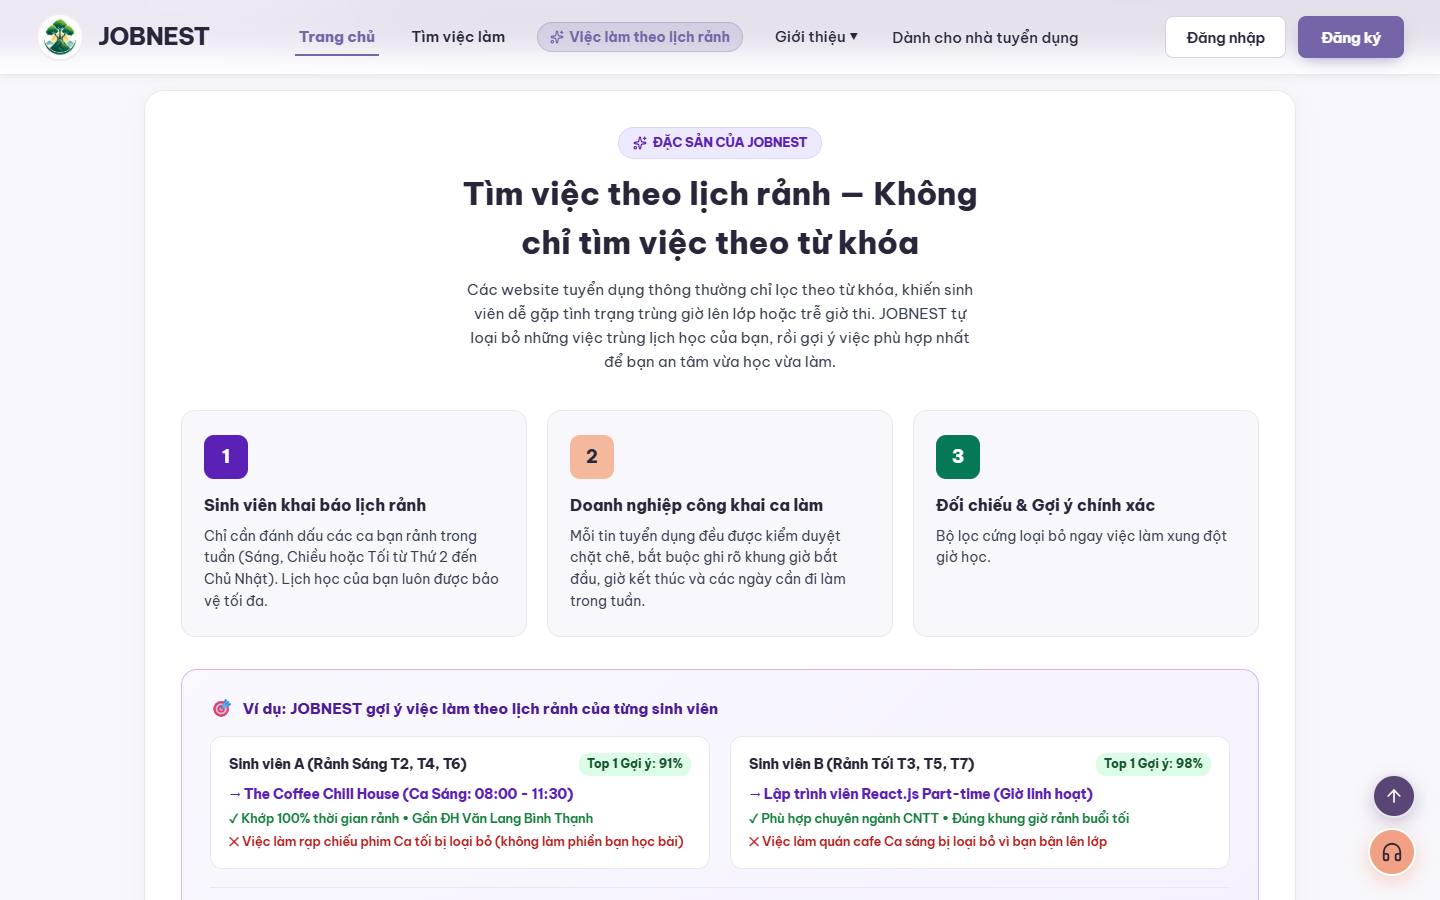 JOBNEST
Trang chủ
Tìm việc làm
Việc làm theo lịch rảnh
Giới thiệu ▼
Dành cho nhà tuyển dụng
Đăng nhập
Đăng ký
ĐẶC SẢN CỦA JOBNEST
Tìm việc theo lịch rảnh — Không
chỉ tìm việc theo từ khóa
Các website tuyển dụng thông thường chỉ lọc theo từ khóa, khiến sinh
viên dễ gặp tình trạng trùng giờ lên lớp hoặc trễ giờ thi. JOBNEST tự
loại bỏ những việc trùng lịch học của bạn, rồi gợi ý việc phù hợp nhất
để bạn an tâm vừa học vừa làm.
1
Sinh viên khai báo lịch rảnh
Chỉ cần đánh dấu các ca bạn rảnh trong
tuần (Sáng, Chiều hoặc Tối từ Thứ 2 đến
Chủ Nhật). Lịch học của bạn luôn được bảo
vệ tối đa.
2
Doanh nghiệp công khai ca làm
Mỗi tin tuyển dụng đều được kiểm duyệt
chặt chẽ, bắt buộc ghi rõ khung giờ bắt
đầu, giờ kết thúc và các ngày cần đi làm
trong tuần.
3
Đối chiếu & Gợi ý chính xác
Bộ lọc cứng loại bỏ ngay việc làm xung đột
giờ học.
🎯 Ví dụ: JOBNEST gợi ý việc làm theo lịch rảnh của từng sinh viên
Sinh viên A (Rảnh Sáng T2, T4, T6)
Top 1 Gợi ý: 91%
→ The Coffee Chill House (Ca Sáng: 08:00 - 11:30)
✓ Khớp 100% thời gian rảnh • Gần ĐH Văn Lang Bình Thạnh
✕ Việc làm rạp chiếu phim Ca tối bị loại bỏ (không làm phiền bạn học bài)
Sinh viên B (Rảnh Tối T3, T5, T7)
Top 1 Gợi ý: 98%
→ Lập trình viên React.js Part-time (Giờ linh hoạt)
✓ Phù hợp chuyên ngành CNTT • Đúng khung giờ rảnh buổi tối
✕ Việc làm quán cafe Ca sáng bị loại bỏ vì bạn bận lên lớp